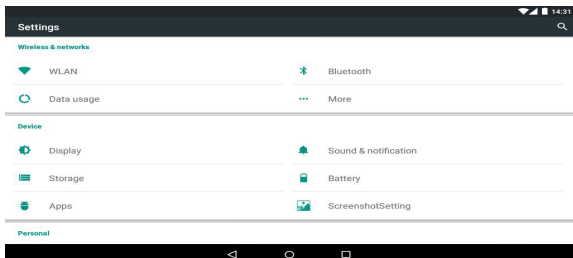 14:31
Settings
Wireless & networks
WLAN
Bluetooth
Data usage
More
Device
Display
Sound & notification
Storage
Battery
Apps
ScreenshotSetting
Personal